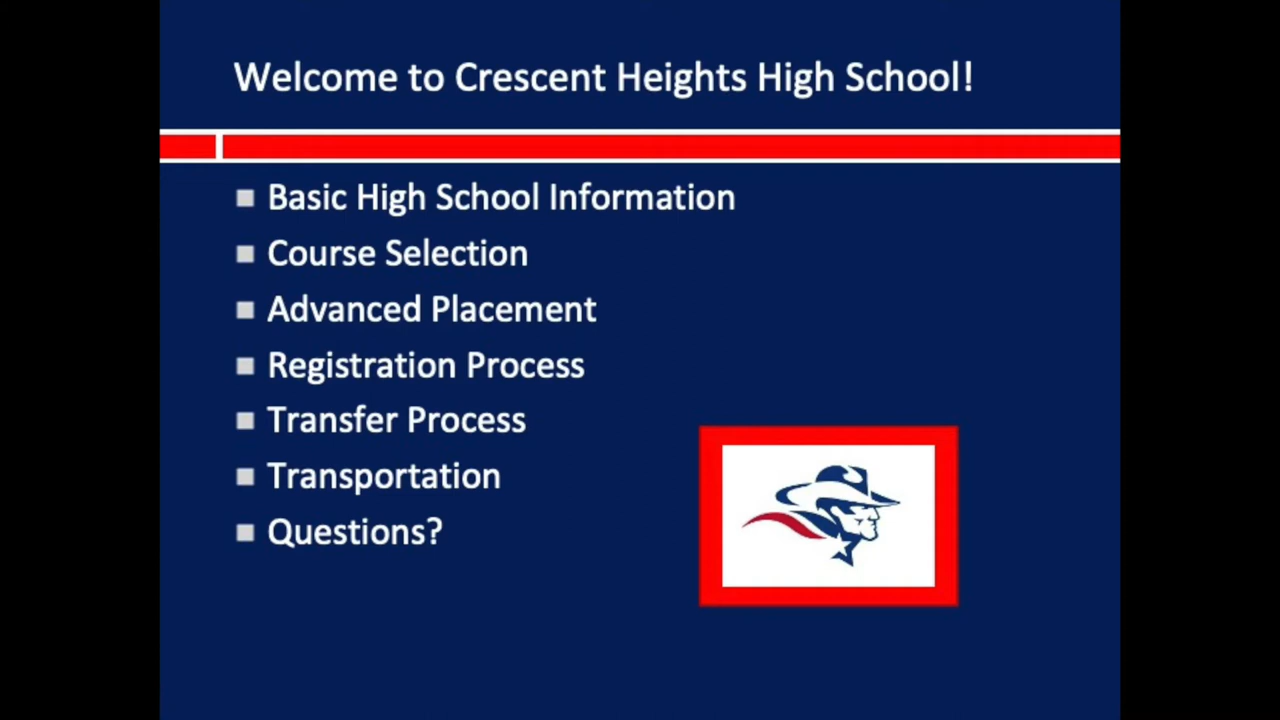 Welcome to Crescent Heights High School!
Basic High School Information
Course Selection
Advanced Placement
Registration Process
Transfer Process
Transportation
Questions?